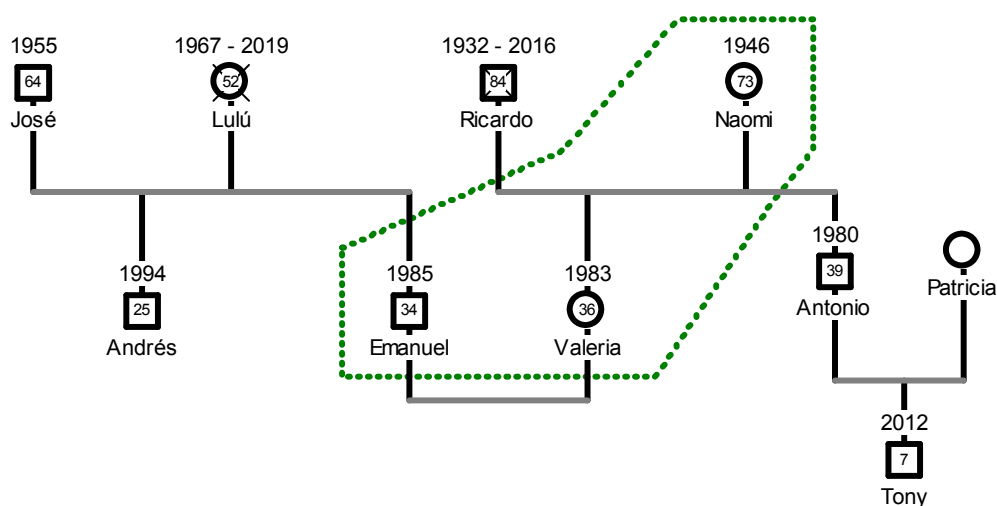 1955
64
José
1967 - 2019
52
Lulú
1932 - 2016
84
Ricardo
1946
73
Naomi
1994
25
Andrés
1985
34
Emanuel
1983
36
Valeria
1980
39
Antonio
Patricia
2012
7
Tony